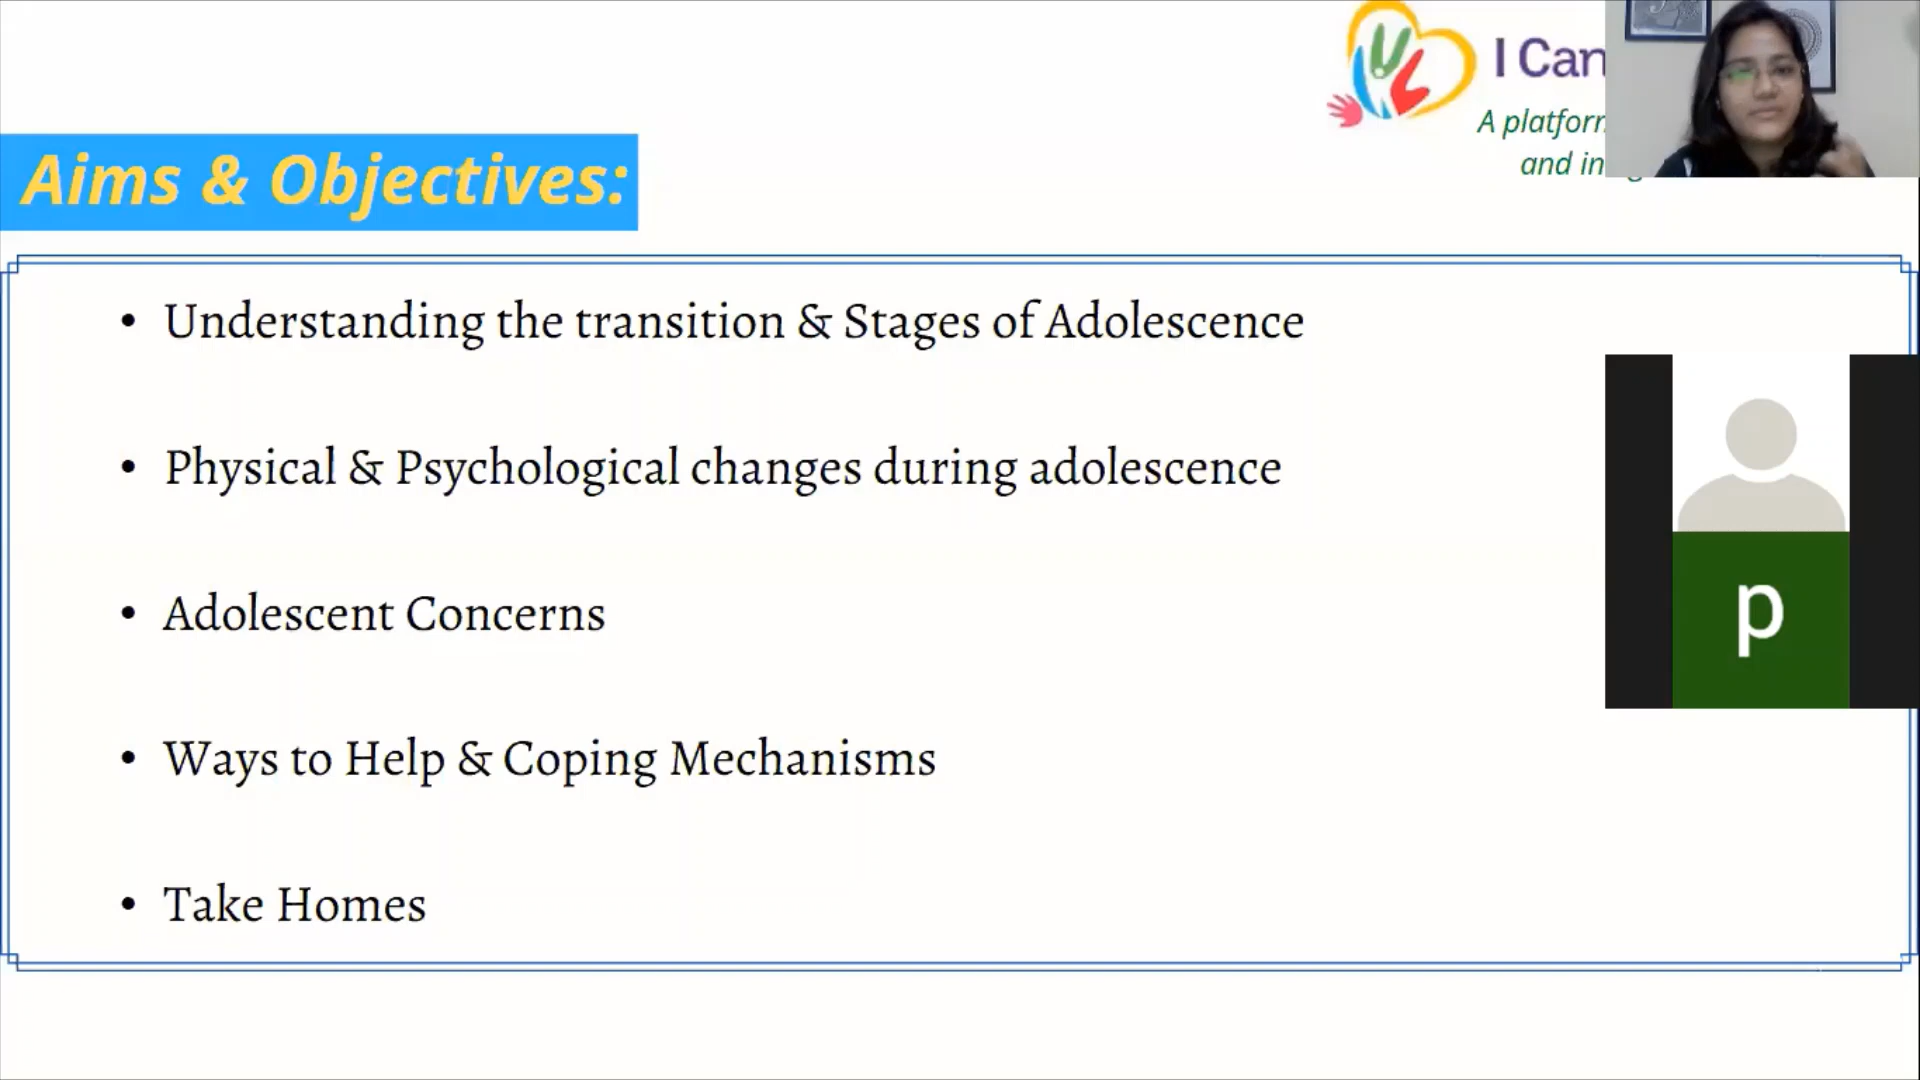 I Can
A platform
and in
Aims & Objectives:
• Understanding the transition & Stages of Adolescence
• Physical & Psychological changes during adolescence
• Adolescent Concerns
• Ways to Help & Coping Mechanisms
• Take Homes
p